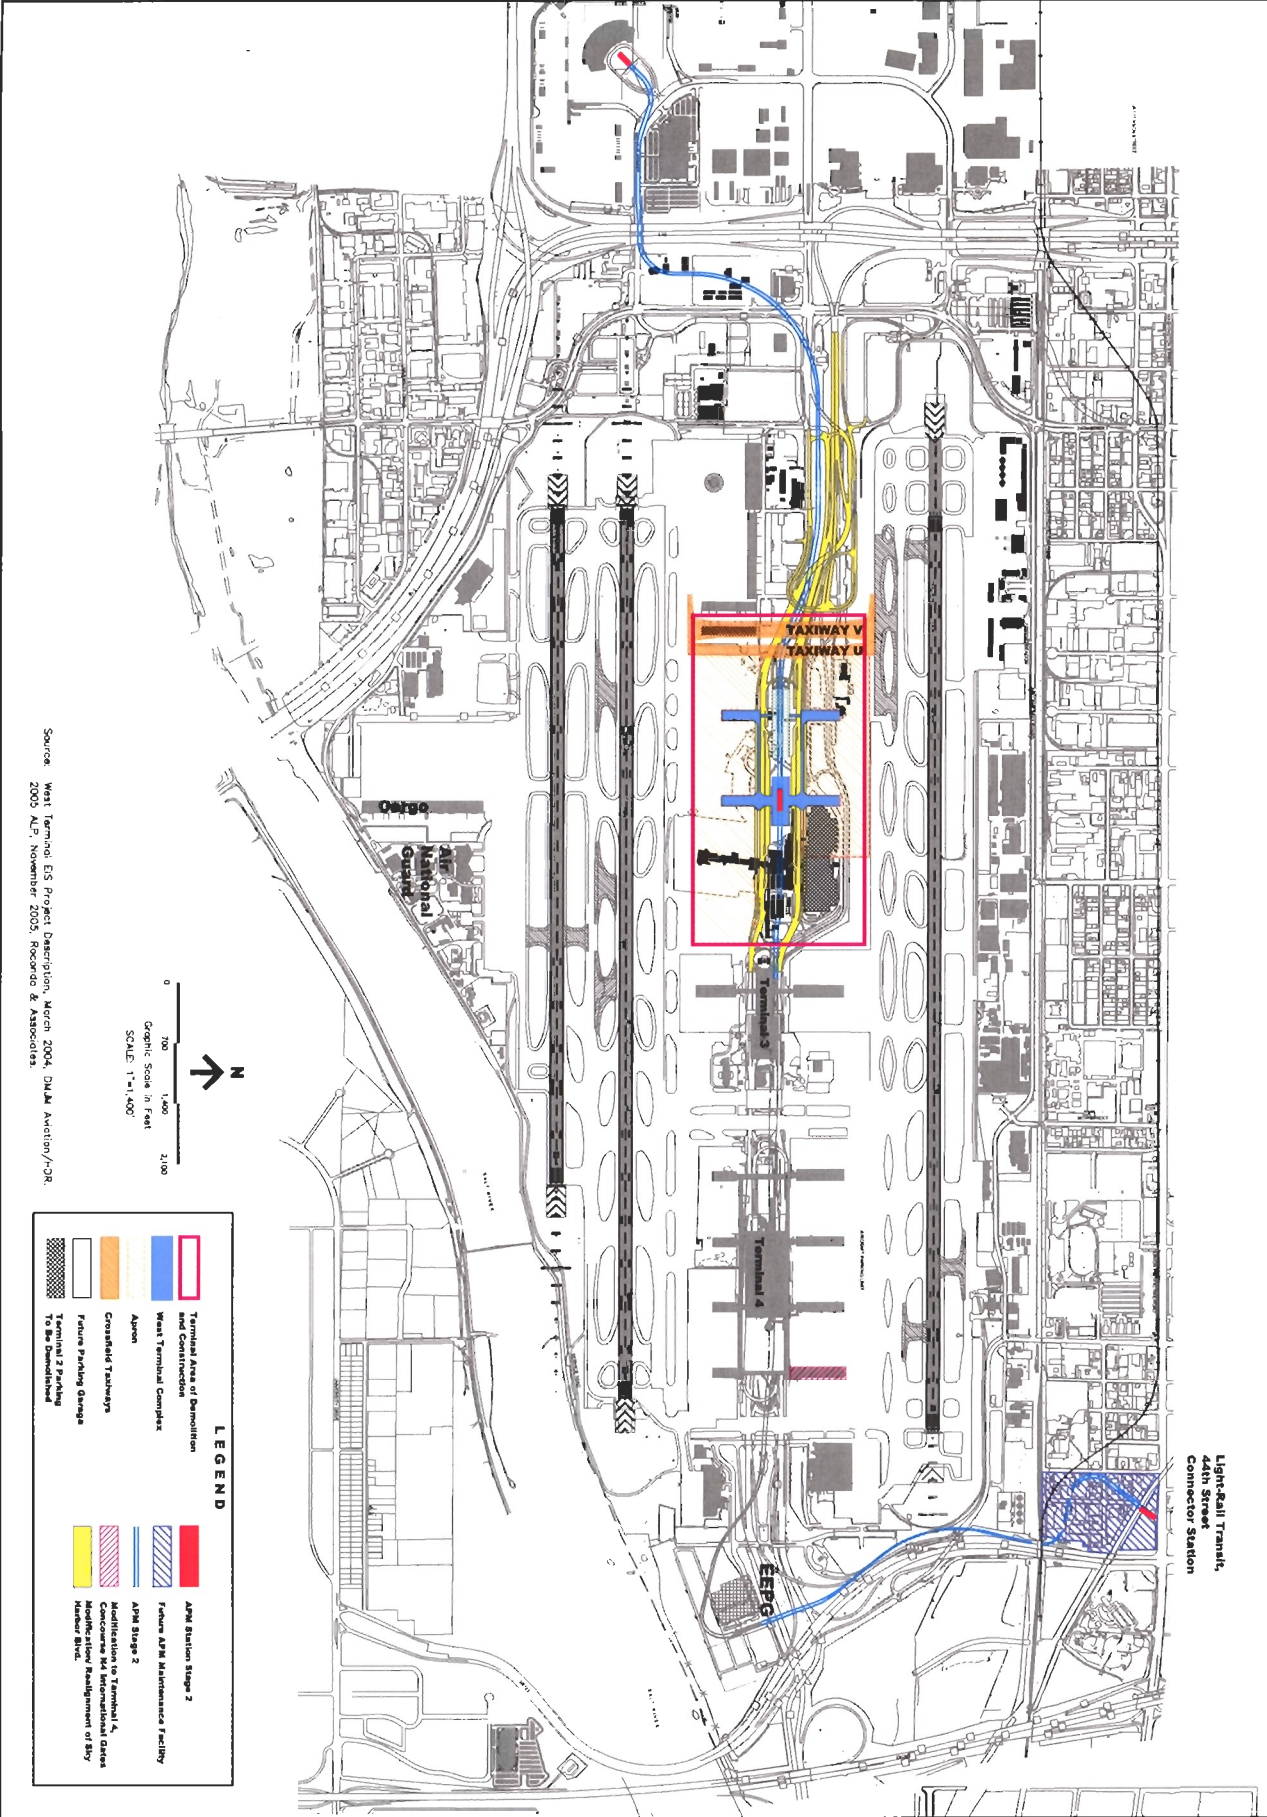 Light-Rail Transit,
44th Street
Connector Station
TAXIWAY V
TAXIWAY U
Terminal 3
Terminal 4
EEPG
Cargo
Air
National
Guard
SALT RIVER
SALT RIVER
N
0 700 1,400 2,100
Graphic Scale in Feet
SCALE: 1"=1,400'
LEGEND
Terminal Area of Demolition
and Construction
West Terminal Complex
Apron
Crossfield Taxiways
Future Parking Garage
Terminal 2 Parking
To Be Demolished
APM Station Stage 2
Future APM Maintenance Facility
APM Stage 2
Modification to Terminal 4,
Concourse N4 International Gates
Modification/Realignment of Sky
Harbor Blvd.
Source: West Terminal EIS Project Description, March 2004, DMJM Aviation/HDR.
2005 ALP, November 2005, Ricondo & Associates.